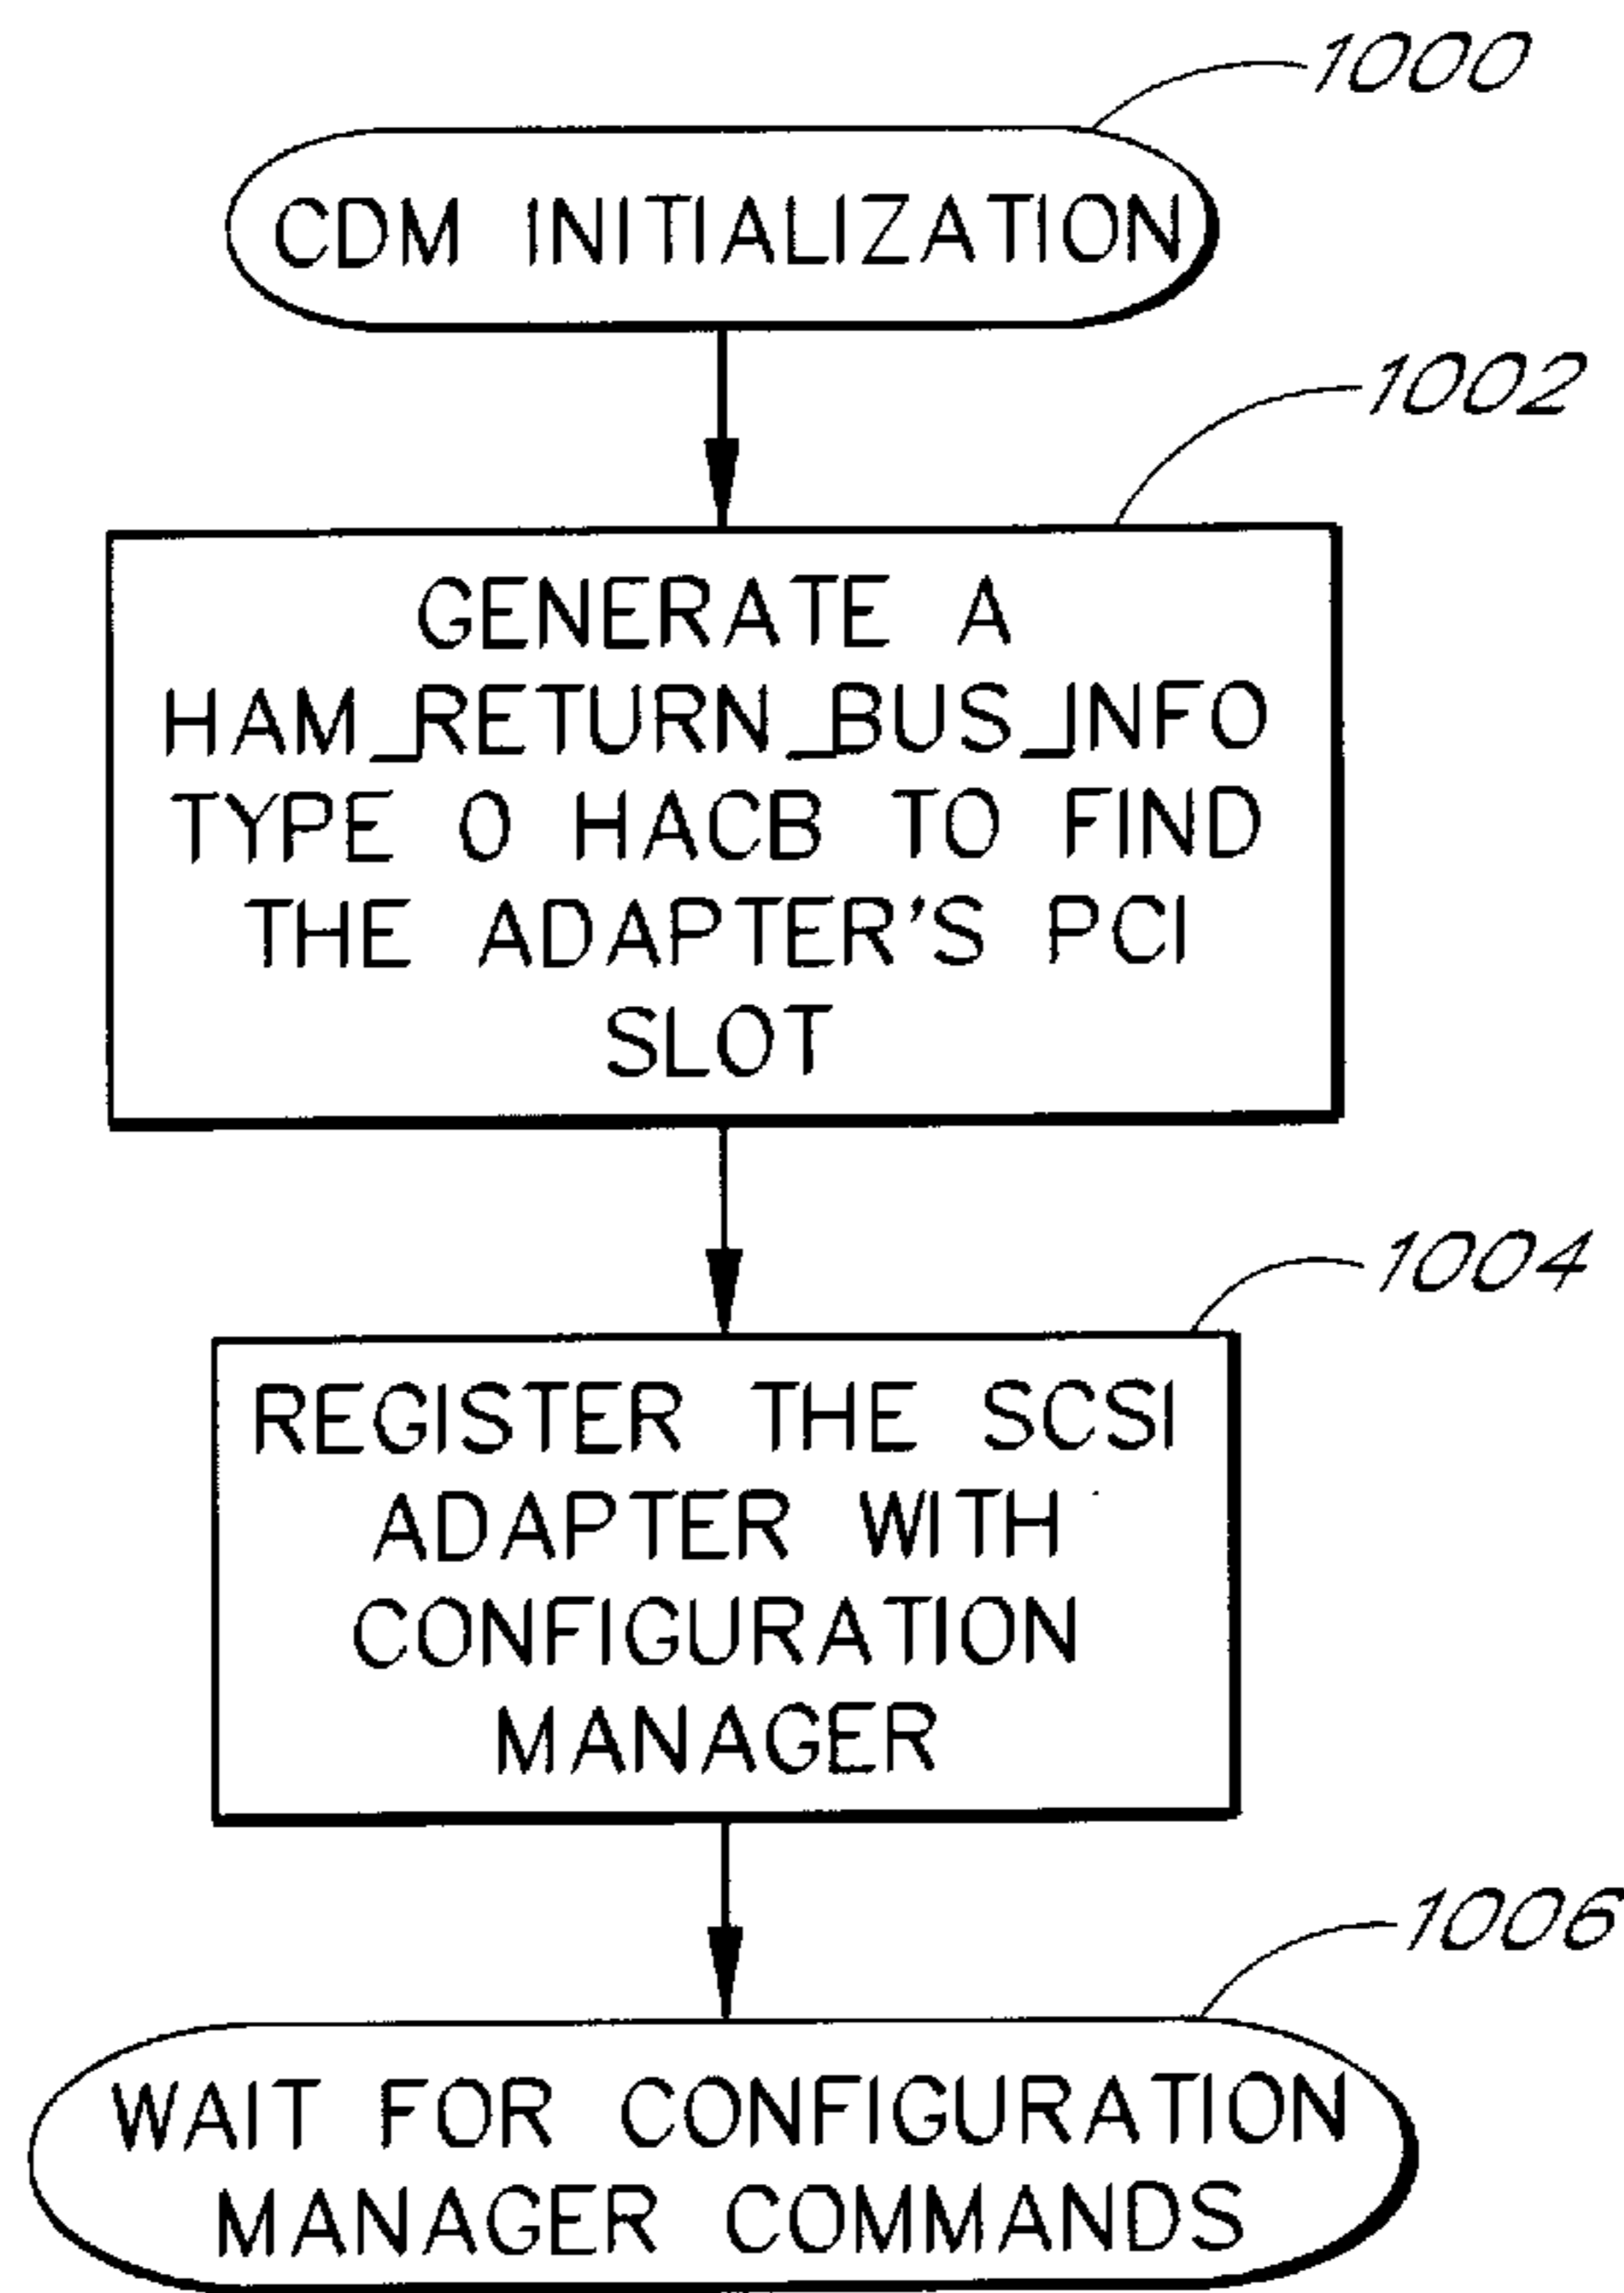 1000
CDM INITIALIZATION
1002
GENERATE A
HAM_RETURN_BUS_INFO
TYPE 0 HACB TO FIND
THE ADAPTER'S PCI
SLOT
1004
REGISTER THE SCSI
ADAPTER WITH
CONFIGURATION
MANAGER
1006
WAIT FOR CONFIGURATION
MANAGER COMMANDS